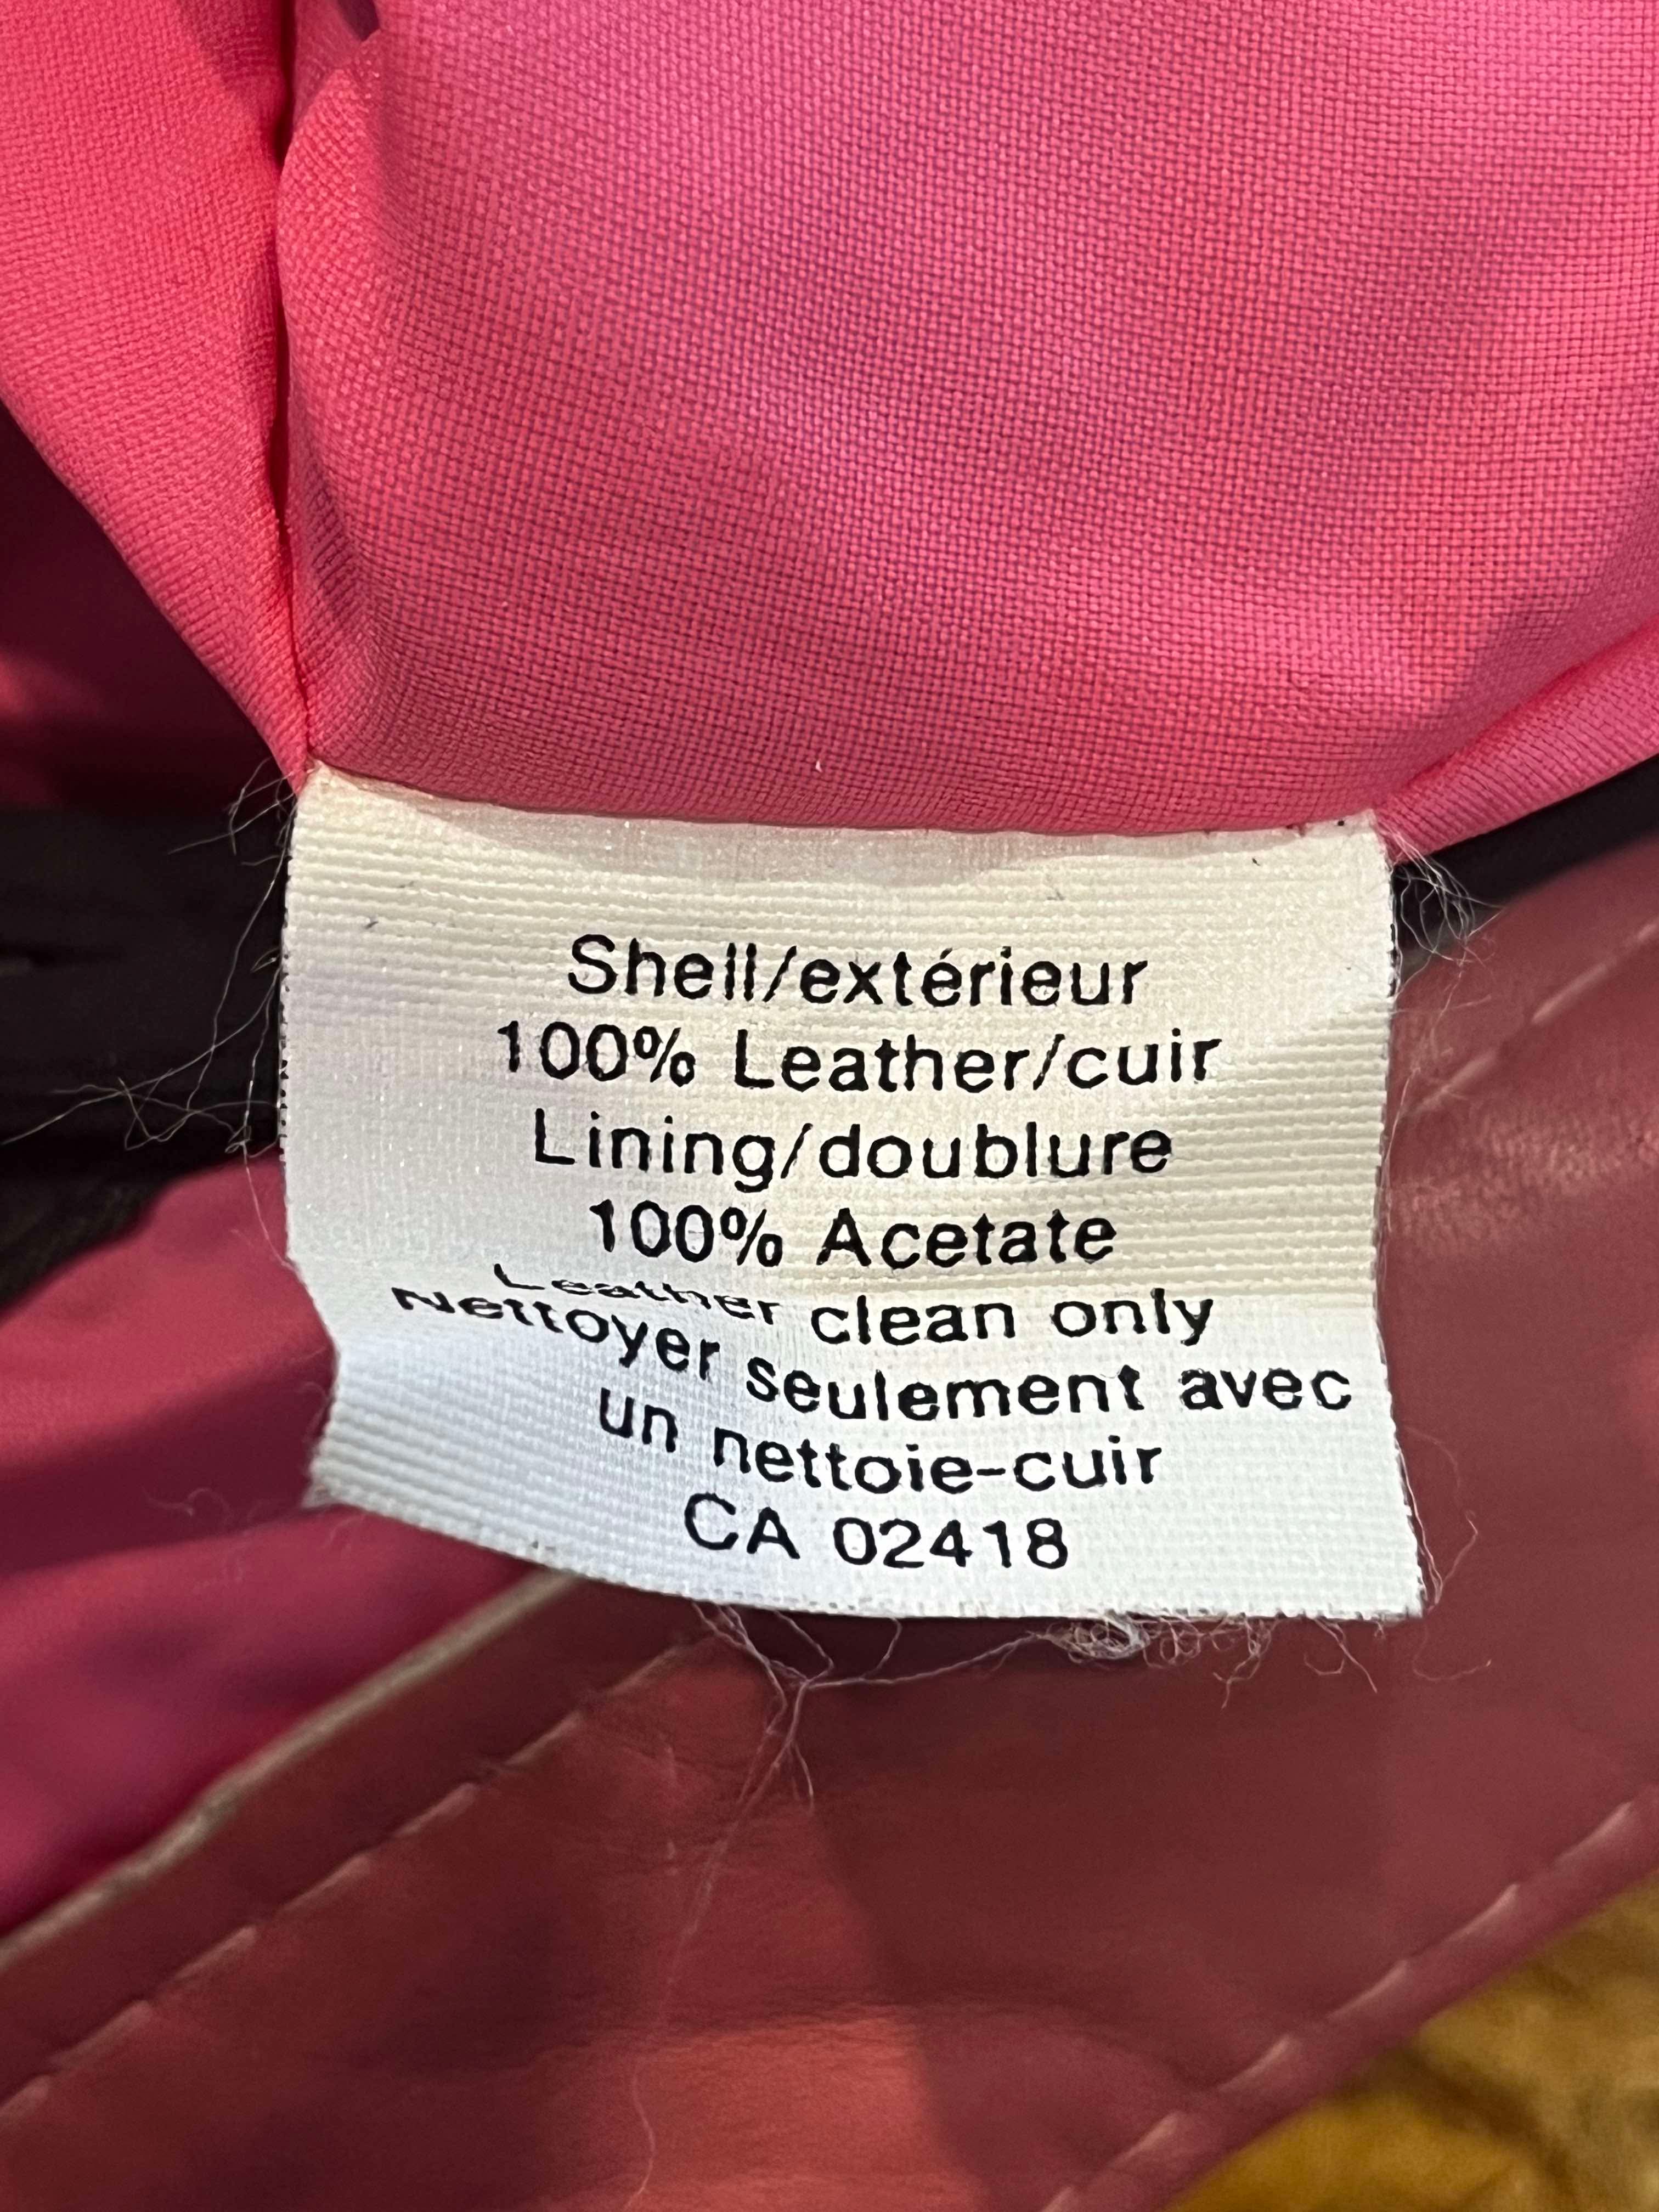 Shell/extérieur
100% Leather/cuir
Lining/doublure
100% Acetate
Leather clean only
Nettoyer seulement avec
un nettoie-cuir
CA 02418